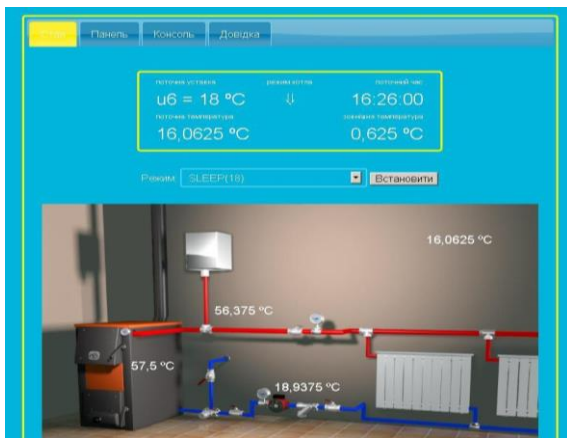 Панель Консоль Довідка
поточна уставка режим котла поточний час
u6 = 18 ºC ⇓ 16:26:00
поточна температура зовнішня температура
16,0625 ºC 0,625 ºC
Режим SLEEP(18) Встановити
16,0625 ºC
56,375 ºC
57,5 ºC
18,9375 ºC